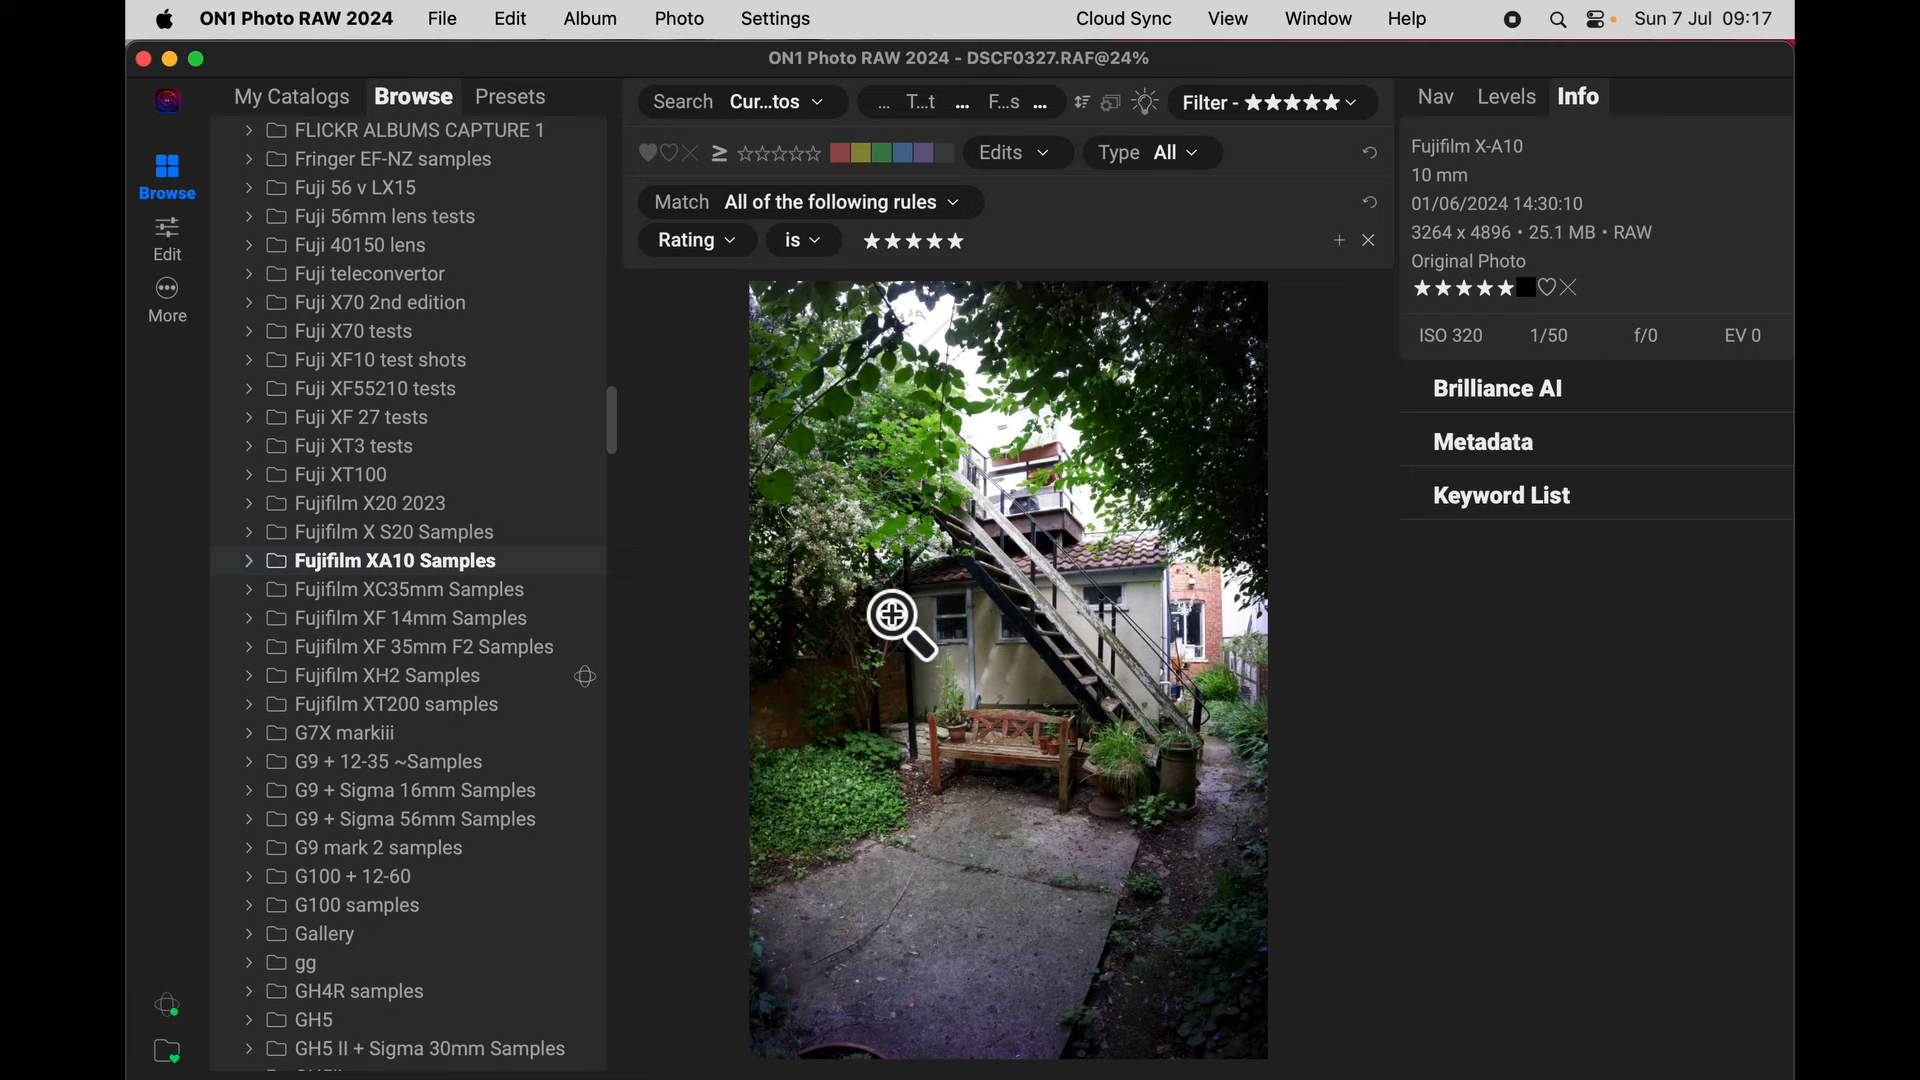 ON1 Photo RAW 2024 File Edit Album Photo Settings Cloud Sync View Window Help Sun 7 Jul 09:17
ON1 Photo RAW 2024 - DSCF0327.RAF@24%
My Catalogs Browse Presets
Search Cur...tos ... T...t ... F...s ... Filter - ★★★★★
Nav Levels Info
Browse
Edit
More
FLICKR ALBUMS CAPTURE 1
Fringer EF-NZ samples
Fuji 56 v LX15
Fuji 56mm lens tests
Fuji 40150 lens
Fuji teleconvertor
Fuji X70 2nd edition
Fuji X70 tests
Fuji XF10 test shots
Fuji XF55210 tests
Fuji XF 27 tests
Fuji XT3 tests
Fuji XT100
Fujifilm X20 2023
Fujifilm X S20 Samples
Fujifilm XA10 Samples
Fujifilm XC35mm Samples
Fujifilm XF 14mm Samples
Fujifilm XF 35mm F2 Samples
Fujifilm XH2 Samples
Fujifilm XT200 samples
G7X markiii
G9 + 12-35 ~Samples
G9 + Sigma 16mm Samples
G9 + Sigma 56mm Samples
G9 mark 2 samples
G100 + 12-60
G100 samples
Gallery
gg
GH4R samples
GH5
GH5 II + Sigma 30mm Samples
≥ Edits Type All
Match All of the following rules
Rating is ★★★★★
Fujifilm X-A10
10 mm
01/06/2024 14:30:10
3264 x 4896 • 25.1 MB • RAW
Original Photo
ISO 320 1/50 f/0 EV 0
Brilliance AI
Metadata
Keyword List